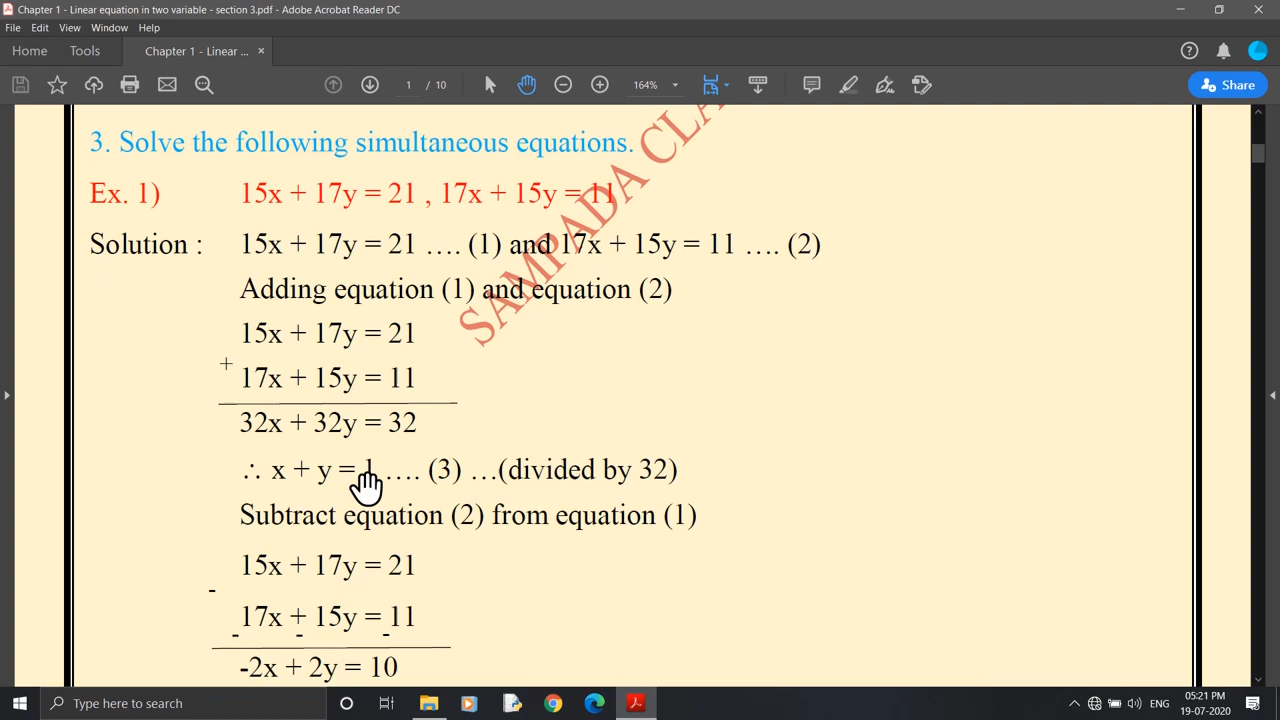 Chapter 1 - Linear equation in two variable - section 3.pdf - Adobe Acrobat Reader DC
File Edit View Window Help
Home Tools Chapter 1 - Linear ... ×
1 / 10 164% Share
3. Solve the following simultaneous equations.
Ex. 1) 15x + 17y = 21 , 17x + 15y = 11
Solution : 15x + 17y = 21 …. (1) and 17x + 15y = 11 …. (2)
Adding equation (1) and equation (2)
15x + 17y = 21
+
17x + 15y = 11
32x + 32y = 32
∴ x + y = 1 …. (3) …(divided by 32)
Subtract equation (2) from equation (1)
15x + 17y = 21
-
17x + 15y = 11
- - -
-2x + 2y = 10
SAMPADA CLA
Type here to search
ENG 05:21 PM
19-07-2020